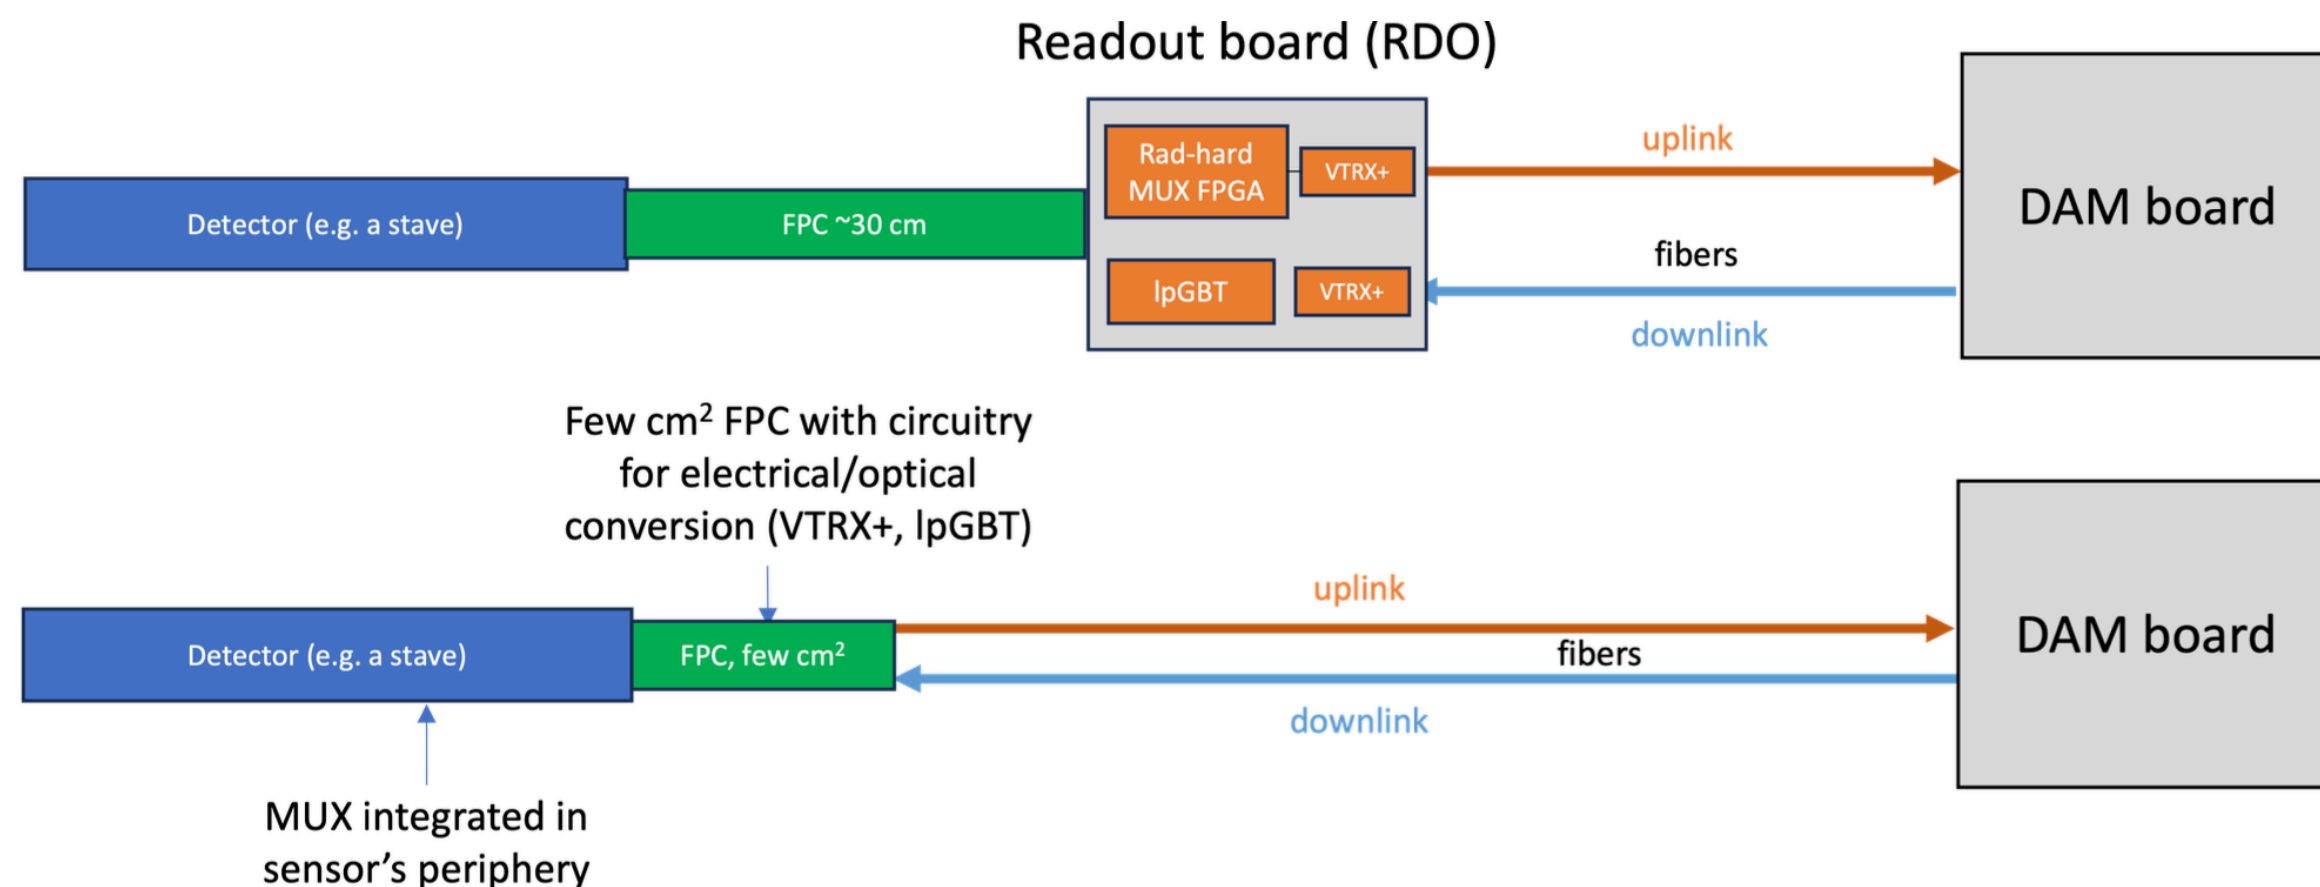 Readout board (RDO)
Rad-hard
MUX FPGA
VTRX+
uplink
DAM board
Detector (e.g. a stave)
FPC ~30 cm
fibers
lpGBT
VTRX+
downlink
Few cm² FPC with circuitry
for electrical/optical
conversion (VTRX+, lpGBT)
uplink
DAM board
Detector (e.g. a stave)
FPC, few cm²
fibers
downlink
MUX integrated in
sensor’s periphery